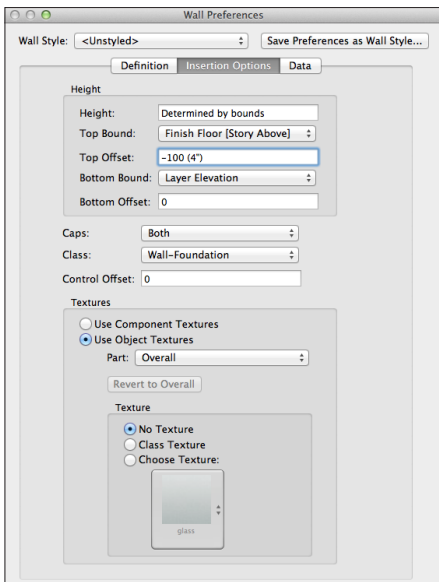 Wall Preferences
Wall Style: <Unstyled> Save Preferences as Wall Style...
Definition Insertion Options Data
Height
Height: Determined by bounds
Top Bound: Finish Floor [Story Above]
Top Offset: -100 (4")
Bottom Bound: Layer Elevation
Bottom Offset: 0
Caps: Both
Class: Wall-Foundation
Control Offset: 0
Textures
Use Component Textures
Use Object Textures
Part: Overall
Revert to Overall
Texture
No Texture
Class Texture
Choose Texture:
glass